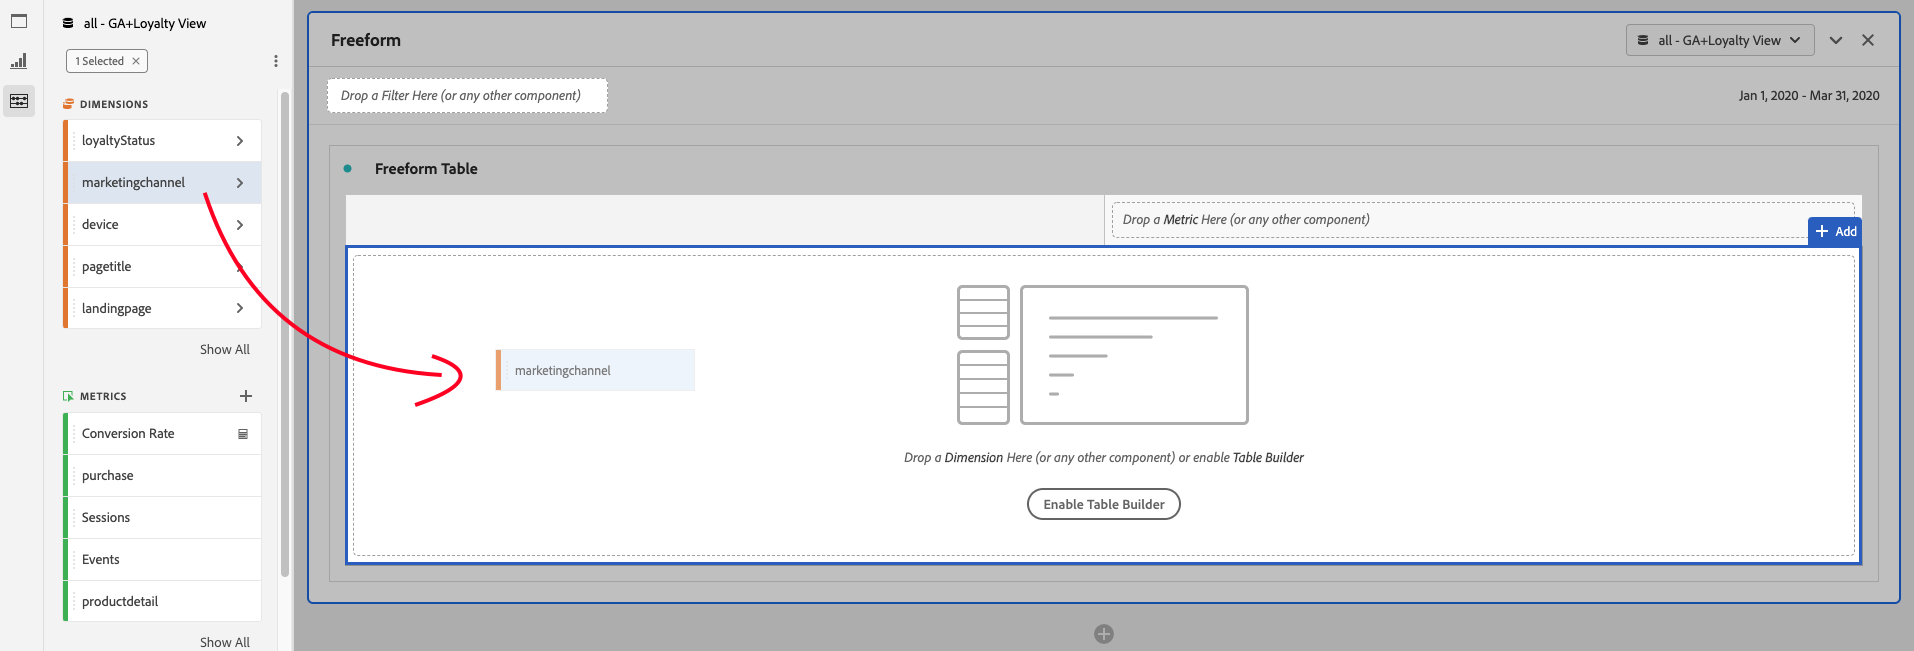 all - GA+Loyalty View
1 Selected
DIMENSIONS
loyaltyStatus
marketingchannel
device
pagetitle
landingpage
Show All
METRICS
Conversion Rate
purchase
Sessions
Events
productdetail
Show All
Freeform
all - GA+Loyalty View
Drop a Filter Here (or any other component)
Jan 1, 2020 - Mar 31, 2020
Freeform Table
Drop a Metric Here (or any other component)
Add
marketingchannel
Drop a Dimension Here (or any other component) or enable Table Builder
Enable Table Builder